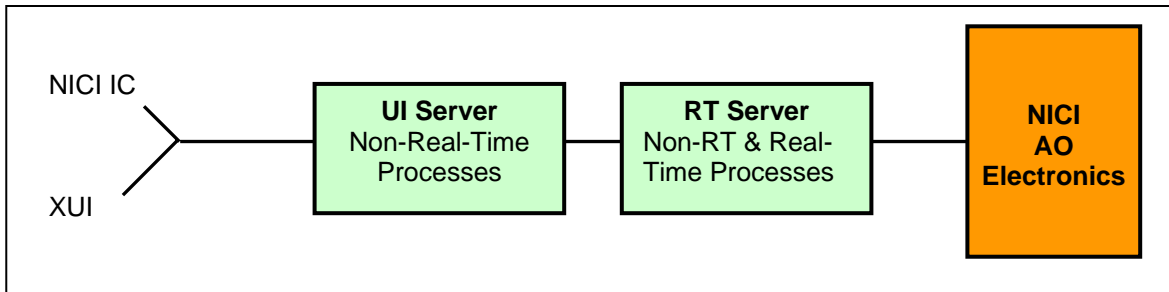 NICI IC
XUI
UI Server
Non-Real-Time
Processes
RT Server
Non-RT & Real-
Time Processes
NICI
AO
Electronics